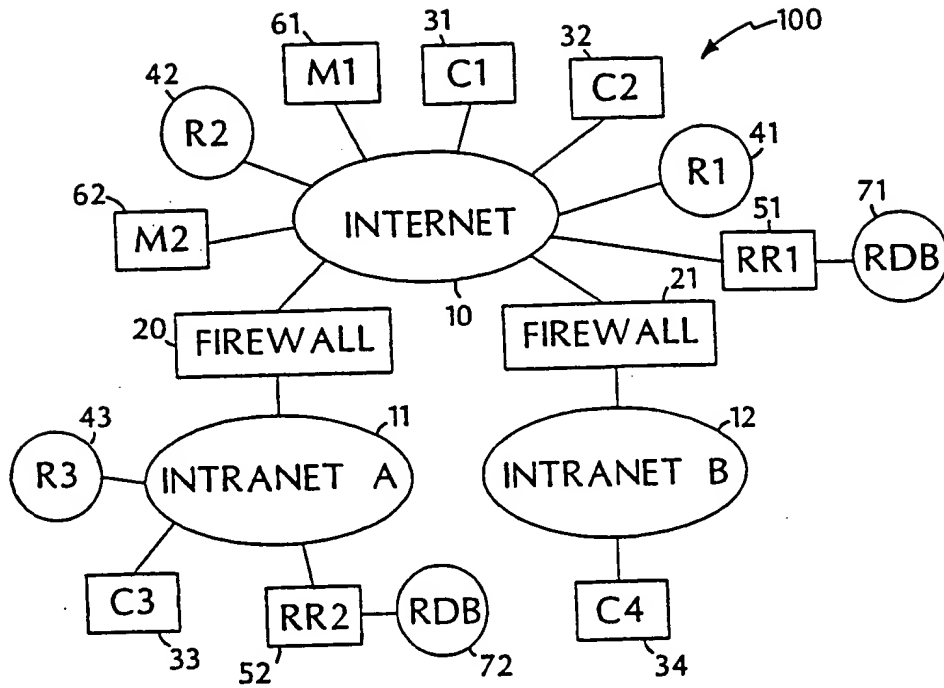 61
31
32
100
M1
C1
C2
42
R2
41
R1
62
M2
INTERNET
51
71
RR1
RDB
20
10
21
FIREWALL
FIREWALL
43
11
12
R3
INTRANET A
INTRANET B
C3
RR2
RDB
C4
33
52
72
34